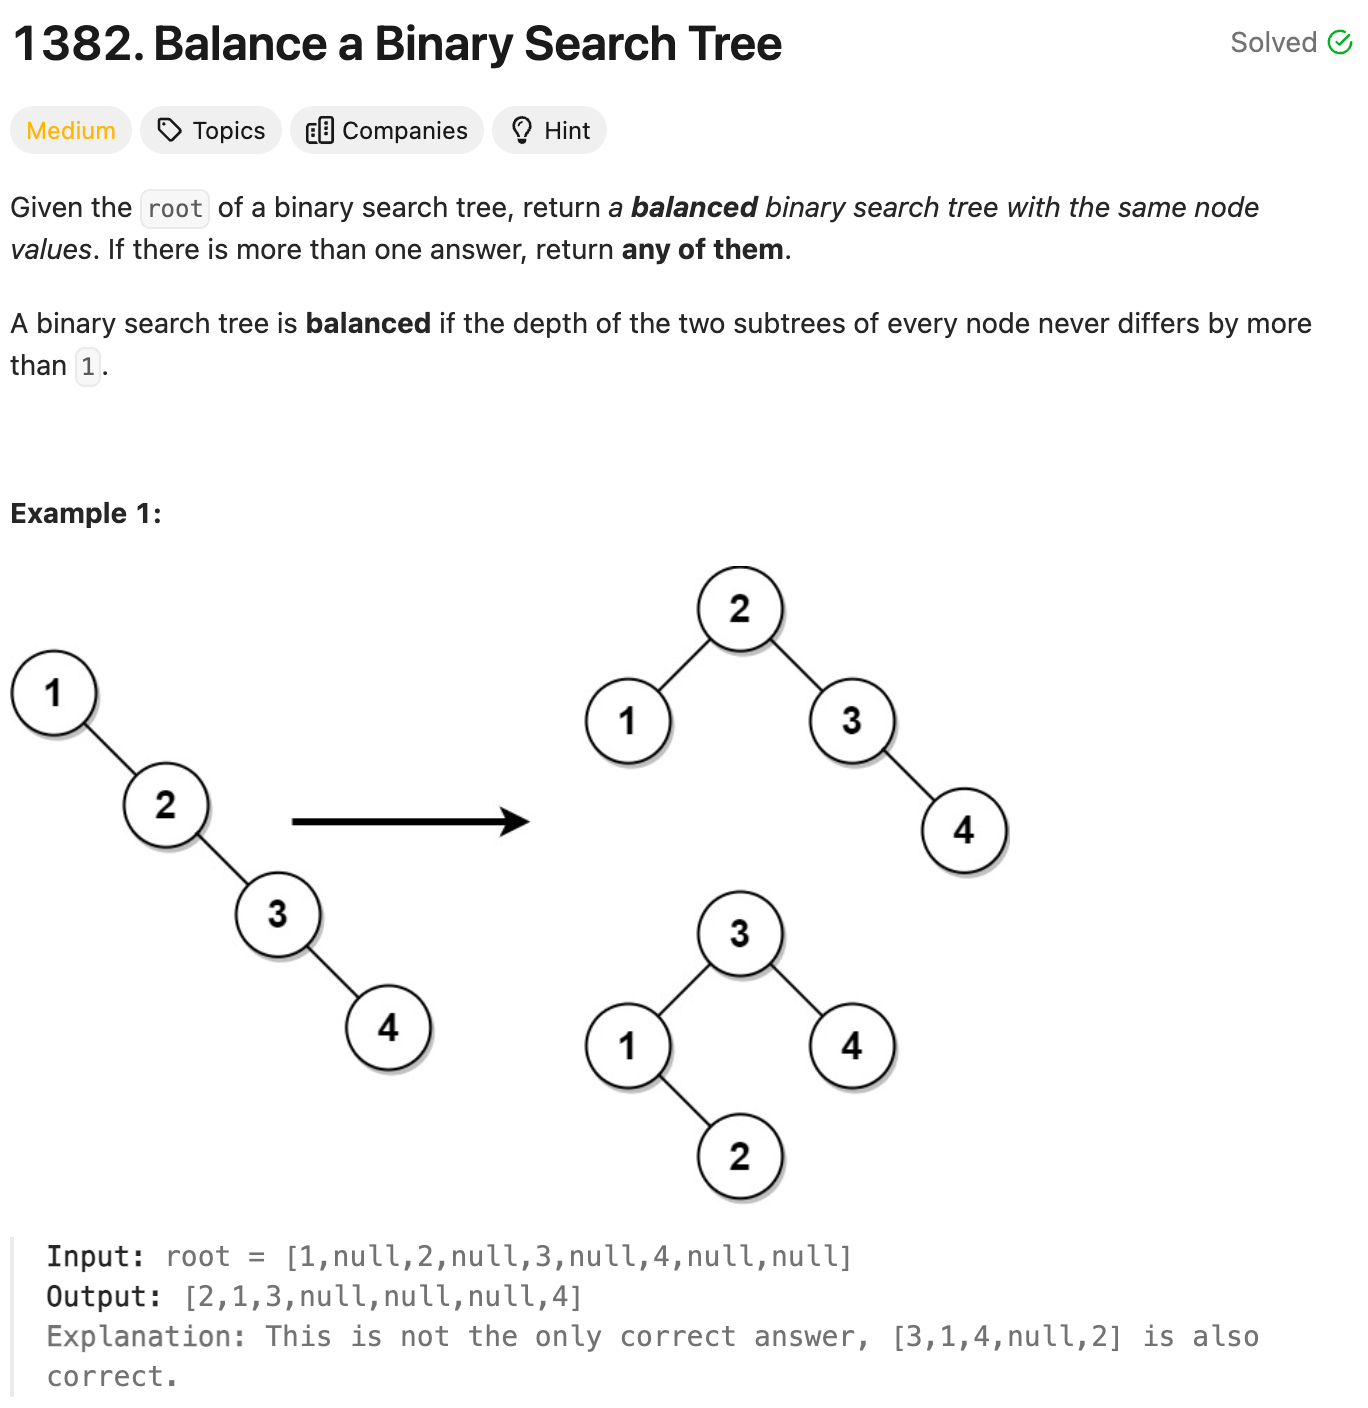 1382. Balance a Binary Search Tree
Solved
Medium
Topics
Companies
Hint
Given the root of a binary search tree, return a balanced binary search tree with the same node
values. If there is more than one answer, return any of them.
A binary search tree is balanced if the depth of the two subtrees of every node never differs by more
than 1.
Example 1:
1
2
3
4
2
1
3
4
3
1
4
2
Input: root = [1,null,2,null,3,null,4,null,null]
Output: [2,1,3,null,null,null,4]
Explanation: This is not the only correct answer, [3,1,4,null,2] is also
correct.